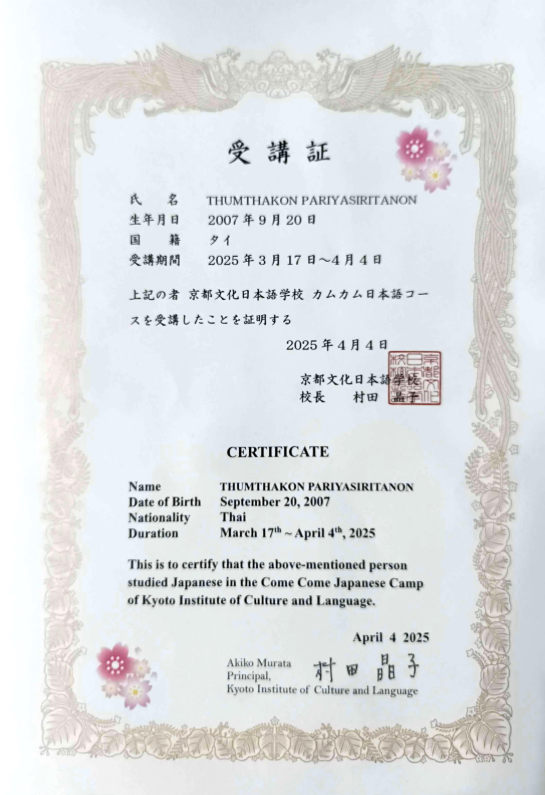 受講証
氏 名 THUMTHAKON PARIYASIRITANON
生年月日 2007年9月20日
国 籍 タイ
受講期間 2025年3月17日~4月4日
上記の者 京都文化日本語学校 カムカム日本語コー
スを受講したことを証明する
2025年4月4日
京都文化日本語学校
校長 村田 晶子
CERTIFICATE
Name THUMTHAKON PARIYASIRITANON
Date of Birth September 20, 2007
Nationality Thai
Duration March 17th ~ April 4th, 2025
This is to certify that the above-mentioned person
studied Japanese in the Come Come Japanese Camp
of Kyoto Institute of Culture and Language.
April 4 2025
Akiko Murata 村田晶子
Principal,
Kyoto Institute of Culture and Language